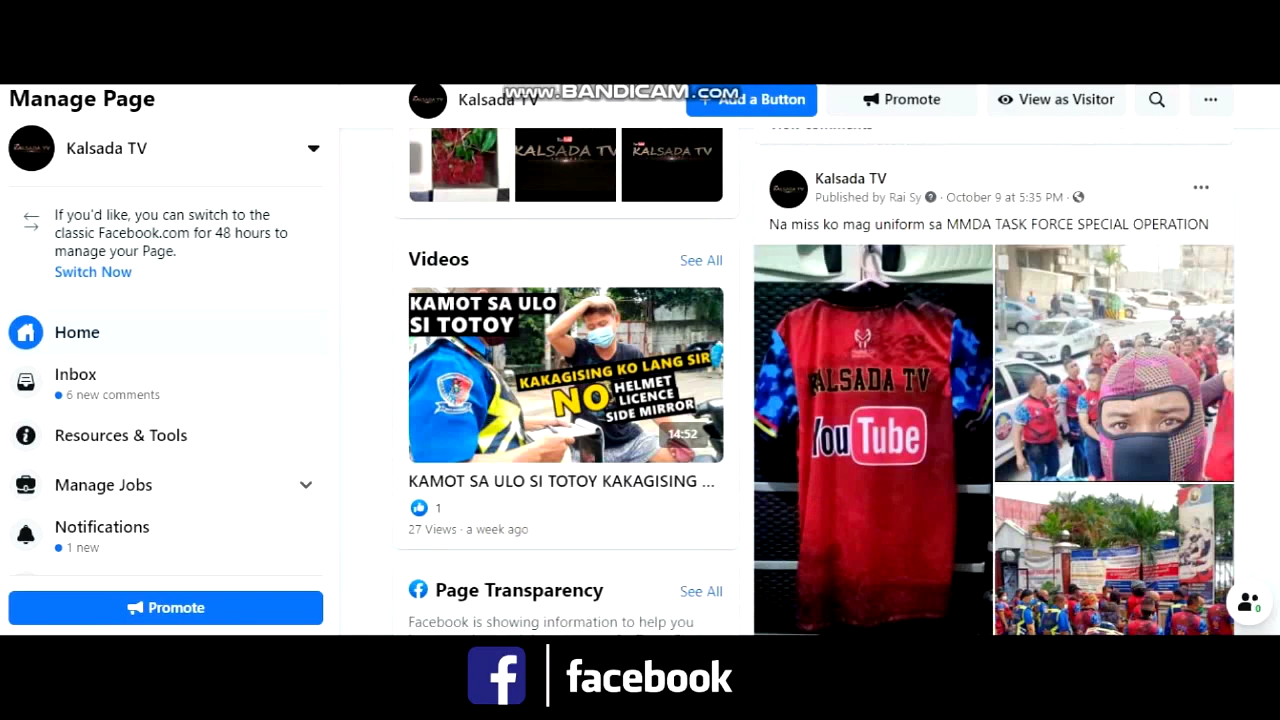 www.BANDICAM.com
Manage Page
Kalsada TV
If you'd like, you can switch to the
classic Facebook.com for 48 hours to
manage your Page.
Switch Now
Home
Inbox
6 new comments
Resources & Tools
Manage Jobs
Notifications
1 new
Promote
Kalsada TV
+ Add a Button
Promote
View as Visitor
KALSADA TV
KALSADA TV
Videos
See All
KAMOT SA ULO
SI TOTOY
KAKAGISING KO LANG SIR
NO HELMET
LICENCE
SIDE MIRROR
14:52
KAMOT SA ULO SI TOTOY KAKAGISING ...
1
27 Views · a week ago
Page Transparency
See All
Facebook is showing information to help you
View comments
Kalsada TV
Published by Rai Sy · October 9 at 5:35 PM ·
Na miss ko mag uniform sa MMDA TASK FORCE SPECIAL OPERATION
KALSADA TV
YouTube
0
f facebook